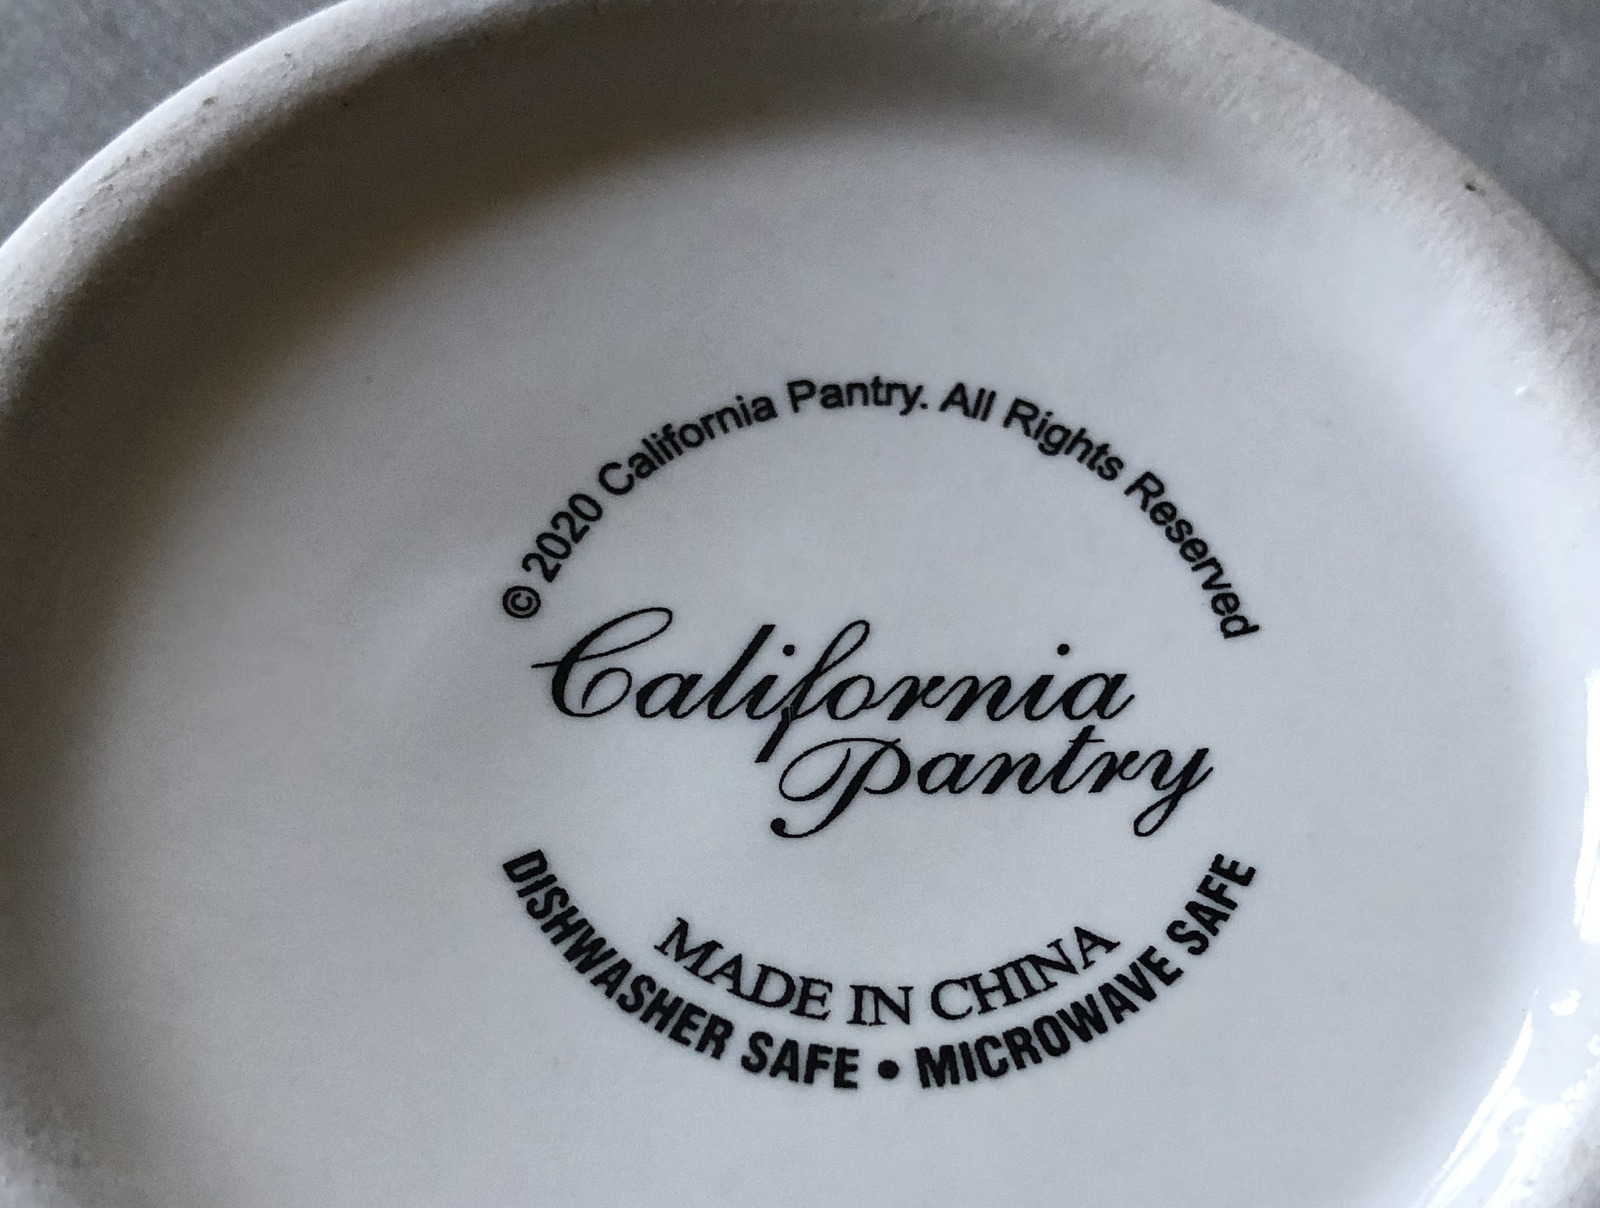 © 2020 California Pantry. All Rights Reserved
California
Pantry
MADE IN CHINA
DISHWASHER SAFE • MICROWAVE SAFE